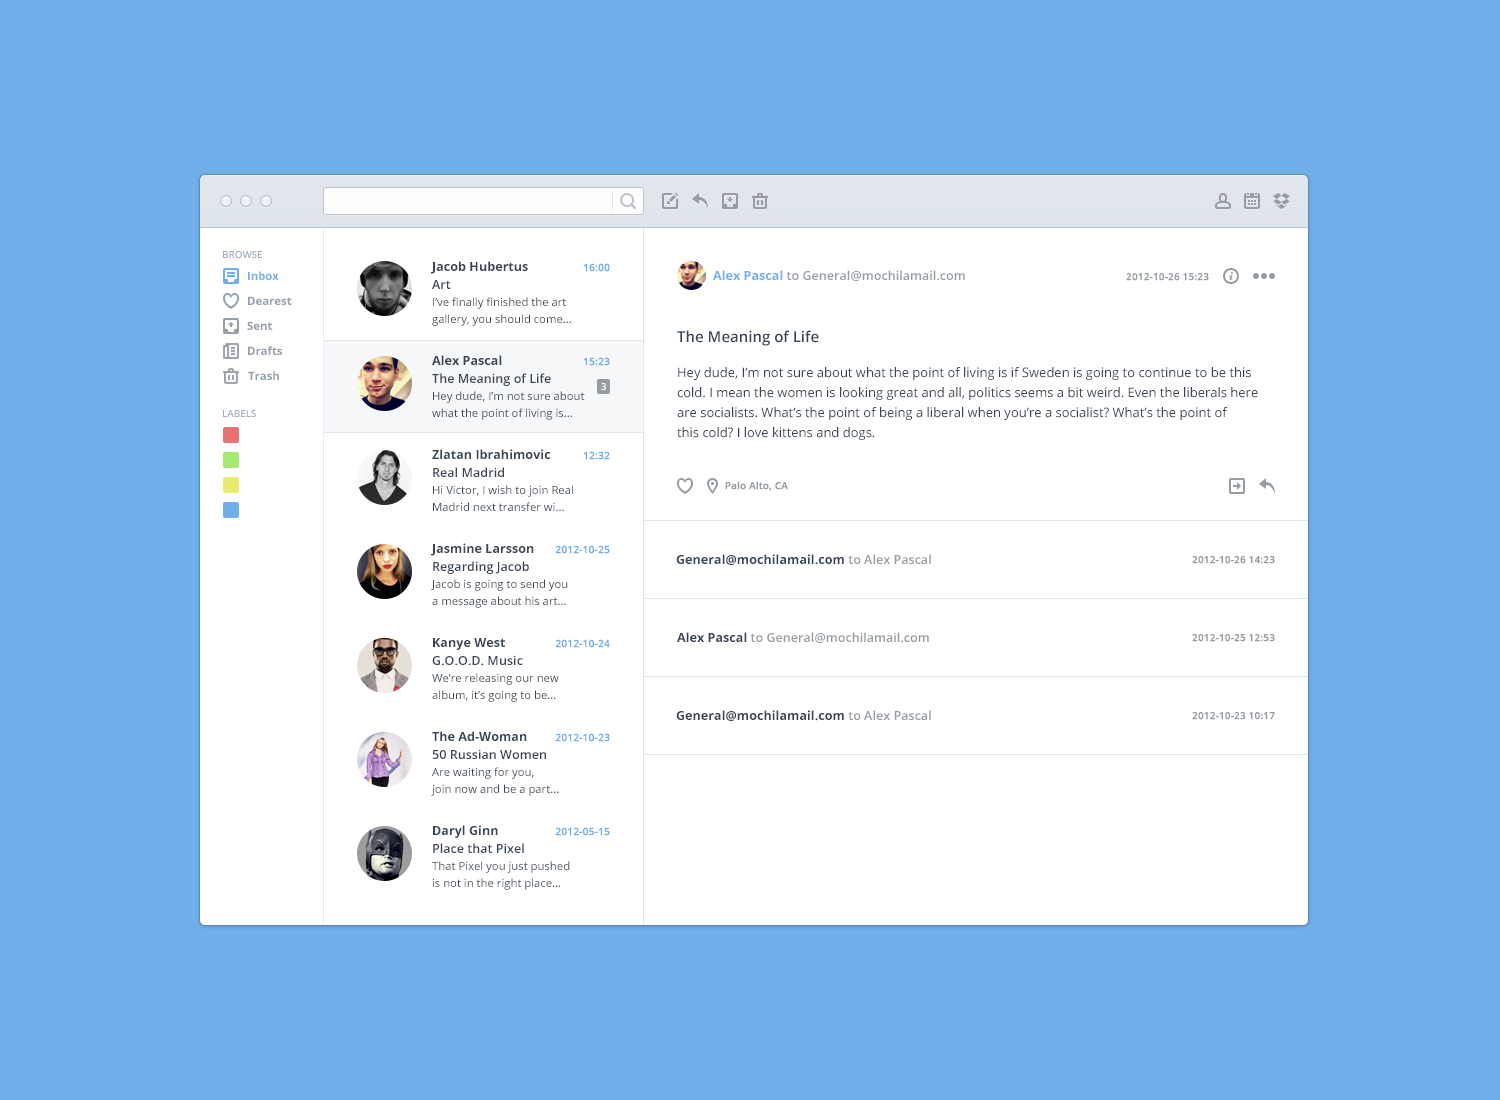 BROWSE
Inbox
Dearest
Sent
Drafts
Trash
LABELS
Jacob Hubertus 16:00
Art
I've finally finished the art
gallery, you should come...
Alex Pascal 15:23
The Meaning of Life
3
Hey dude, I'm not sure about
what the point of living is...
Zlatan Ibrahimovic 12:32
Real Madrid
Hi Victor, I wish to join Real
Madrid next transfer wi...
Jasmine Larsson 2012-10-25
Regarding Jacob
Jacob is going to send you
a message about his art...
Kanye West 2012-10-24
G.O.O.D. Music
We're releasing our new
album, it's going to be...
The Ad-Woman 2012-10-23
50 Russian Women
Are waiting for you,
join now and be a part...
Daryl Ginn 2012-05-15
Place that Pixel
That Pixel you just pushed
is not in the right place...
Alex Pascal to General@mochilamail.com 2012-10-26 15:23
The Meaning of Life
Hey dude, I'm not sure about what the point of living is if Sweden is going to continue to be this
cold. I mean the women is looking great and all, politics seems a bit weird. Even the liberals here
are socialists. What's the point of being a liberal when you're a socialist? What's the point of
this cold? I love kittens and dogs.
Palo Alto, CA
General@mochilamail.com to Alex Pascal 2012-10-26 14:23
Alex Pascal to General@mochilamail.com 2012-10-25 12:53
General@mochilamail.com to Alex Pascal 2012-10-23 10:17